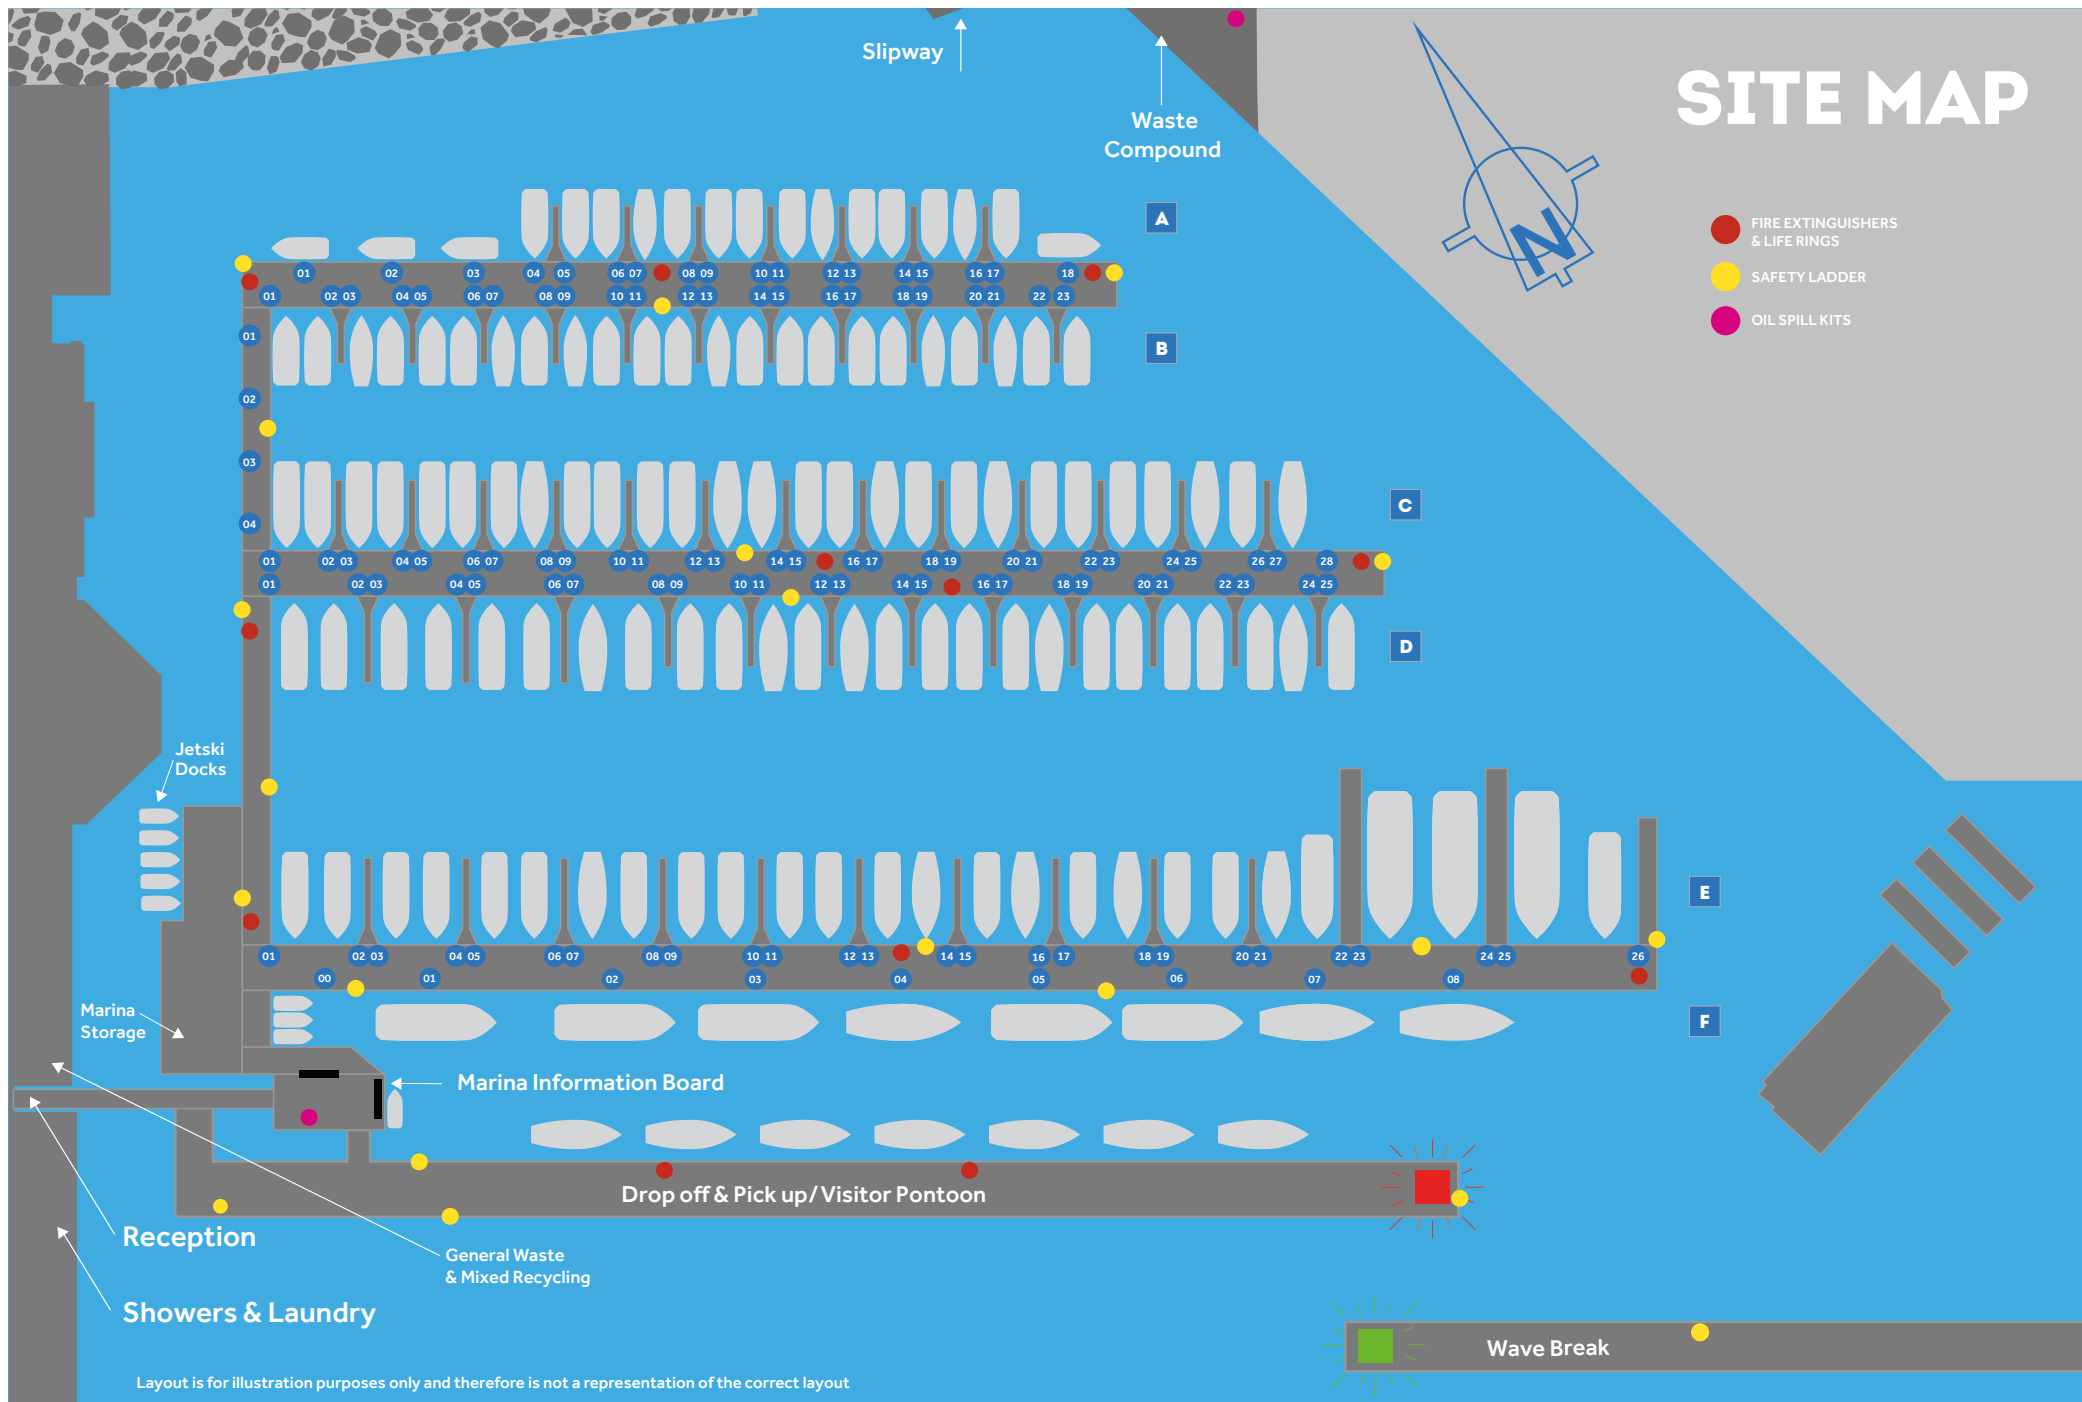 Slipway
Waste
Compound
SITE MAP
N
FIRE EXTINGUISHERS
& LIFE RINGS
SAFETY LADDER
OIL SPILL KITS
A
01 02 03 04 05 06 07 08 09 10 11 12 13 14 15 16 17 18
01 02 03 04 05 06 07 08 09 10 11 12 13 14 15 16 17 18 19 20 21 22 23
B
01
02
03
04
C
01 02 03 04 05 06 07 08 09 10 11 12 13 14 15 16 17 18 19 20 21 22 23 24 25 26 27 28
01 02 03 04 05 06 07 08 09 10 11 12 13 14 15 16 17 18 19 20 21 22 23 24 25
D
Jetski
Docks
E
01 02 03 04 05 06 07 08 09 10 11 12 13 14 15 16 17 18 19 20 21 22 23 24 25 26
00 01 02 03 04 05 06 07 08
F
Marina
Storage
Marina Information Board
Drop off & Pick up/Visitor Pontoon
Reception
General Waste
& Mixed Recycling
Showers & Laundry
Wave Break
Layout is for illustration purposes only and therefore is not a representation of the correct layout